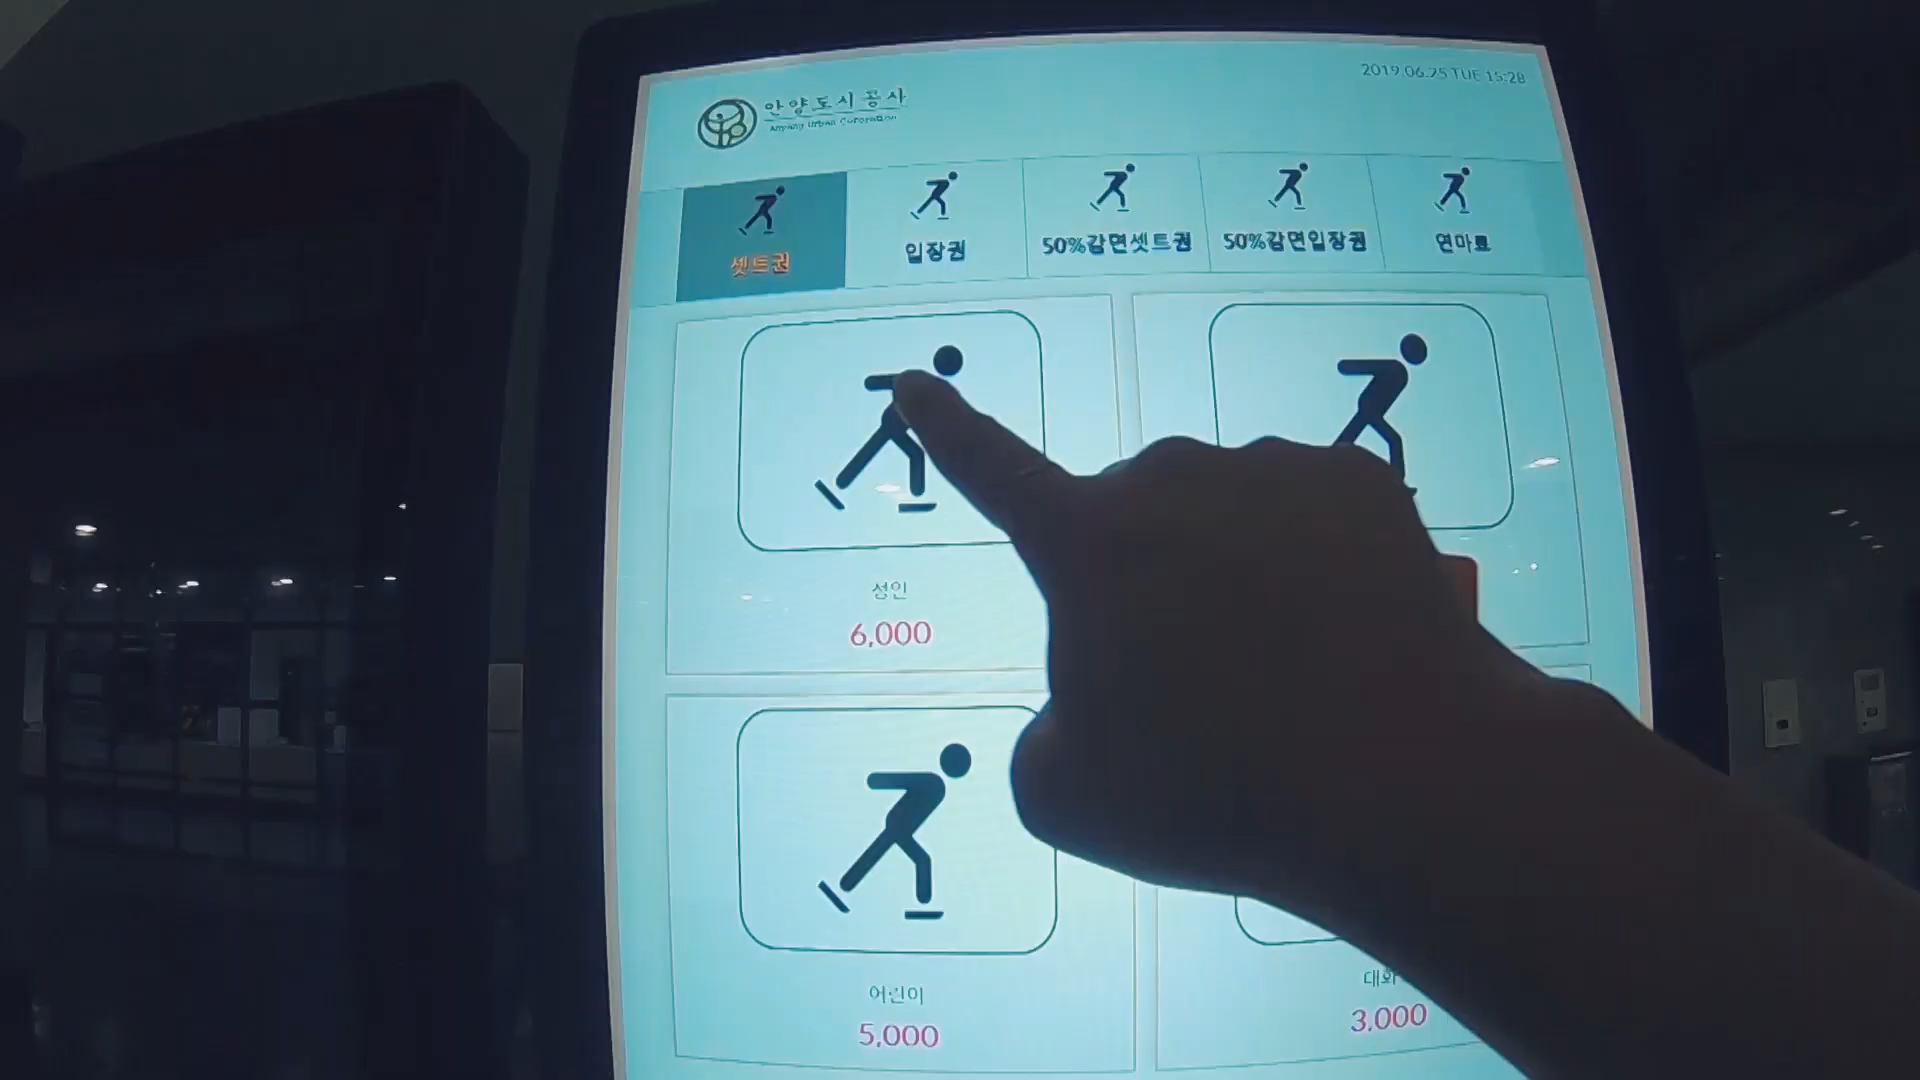 2019.06.25 TUE 15:28
안양도시공사
Anyang Urban Corporation
셋트권
입장권
50%감면셋트권
50%감면입장권
연마료
성인
6,000
어린이
5,000
대화
3,000